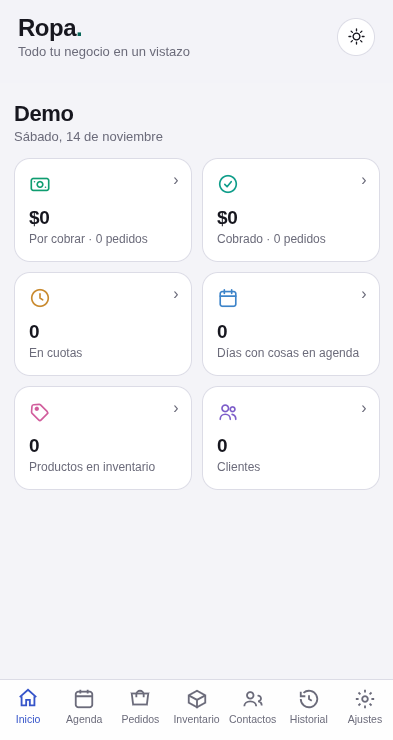 Ropa.
Todo tu negocio en un vistazo
Demo
Sábado, 14 de noviembre
$0
Por cobrar · 0 pedidos
$0
Cobrado · 0 pedidos
0
En cuotas
0
Días con cosas en agenda
0
Productos en inventario
0
Clientes
Inicio
Agenda
Pedidos
Inventario
Contactos
Historial
Ajustes